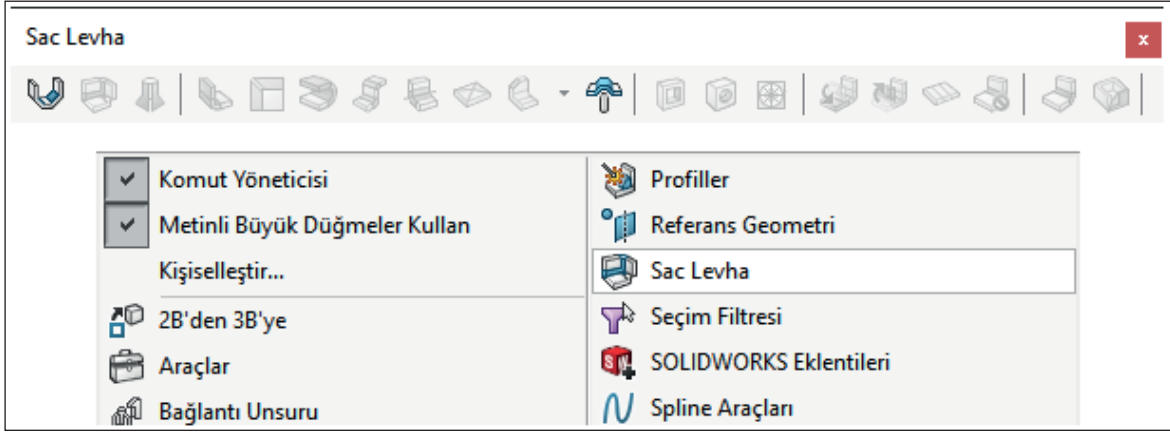 Sac Levha
x
Komut Yöneticisi
Metinli Büyük Düğmeler Kullan
Kişiselleştir...
2B'den 3B'ye
Araçlar
Bağlantı Unsuru
Profiller
Referans Geometri
Sac Levha
Seçim Filtresi
SOLIDWORKS Eklentileri
Spline Araçları